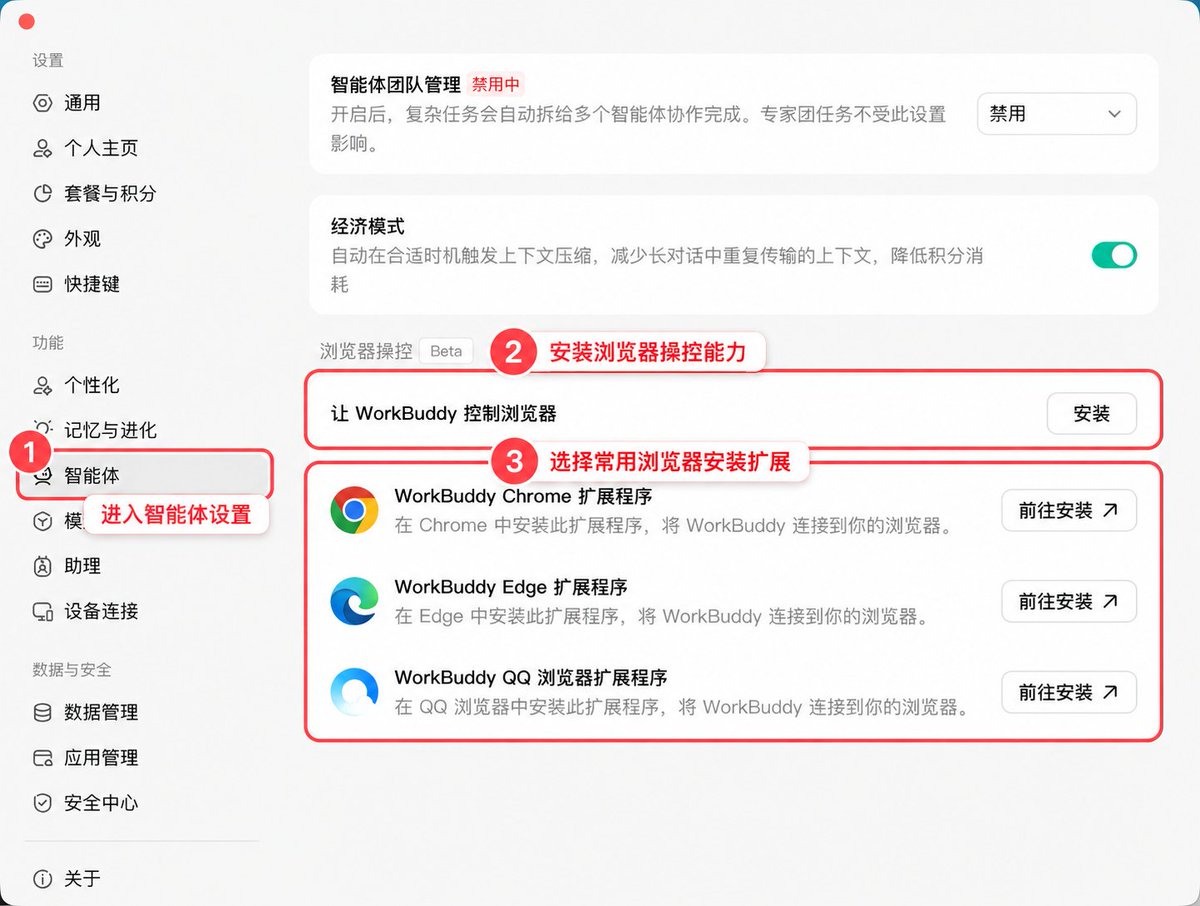 设置
通用
个人主页
套餐与积分
外观
快捷键
功能
个性化
记忆与进化
1
智能体
进入智能体设置
助理
设备连接
数据与安全
数据管理
应用管理
安全中心
关于
智能体团队管理 禁用中
开启后，复杂任务会自动拆给多个智能体协作完成。专家团任务不受此设置
影响。
禁用
经济模式
自动在合适时机触发上下文压缩，减少长对话中重复传输的上下文，降低积分消
耗
浏览器操控 Beta
2 安装浏览器操控能力
让 WorkBuddy 控制浏览器
安装
3 选择常用浏览器安装扩展
WorkBuddy Chrome 扩展程序
在 Chrome 中安装此扩展程序，将 WorkBuddy 连接到你的浏览器。
前往安装
WorkBuddy Edge 扩展程序
在 Edge 中安装此扩展程序，将 WorkBuddy 连接到你的浏览器。
前往安装
WorkBuddy QQ 浏览器扩展程序
在 QQ 浏览器中安装此扩展程序，将 WorkBuddy 连接到你的浏览器。
前往安装